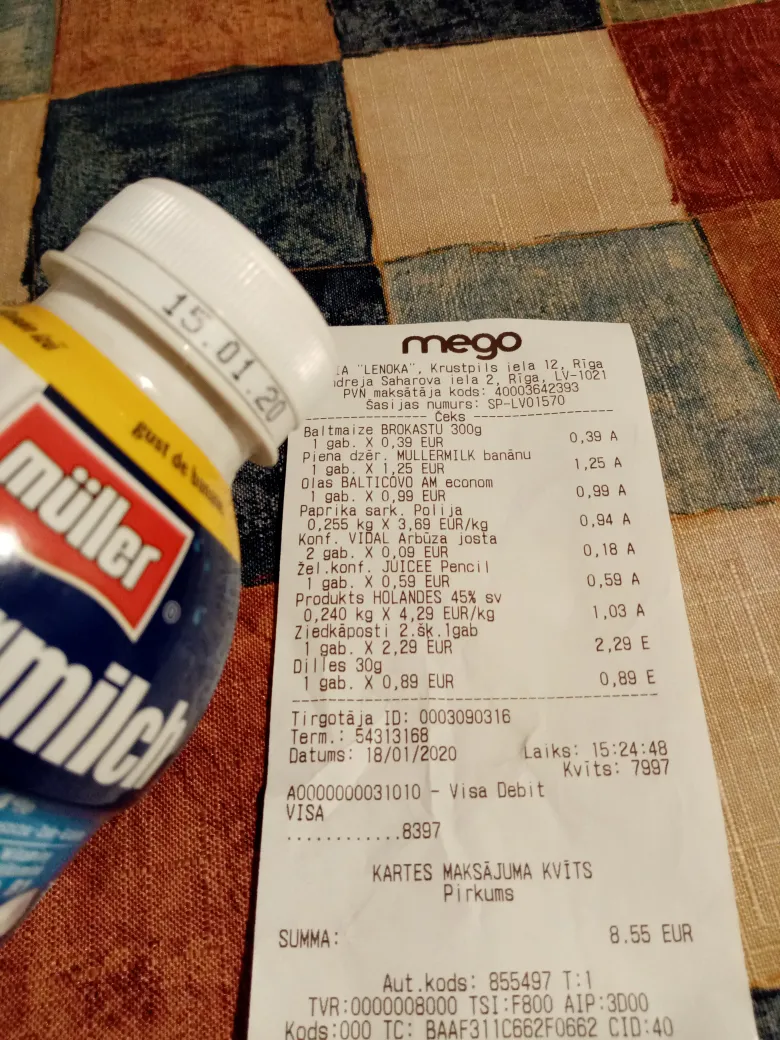 15.01.20
gust de banane
müller
milch
mego
"LENOKA", Krustpils iela 12, Rīga
Saharova iela 2, Rīga, LV-1021
PVN maksātāja kods: 40003642393
Šasijas numurs: SP-LV01570
Čeks
Baltmaize BROKASTU 300g
1 gab. X 0,39 EUR 0,39 A
Piena dzēr. MULLERMILK banānu
1 gab. X 1,25 EUR 1,25 A
Olas BALTICOVO AM econom
1 gab. X 0,99 EUR 0,99 A
Paprika sark. Polija
0,255 kg X 3,69 EUR/kg 0,94 A
Konf. VIDAL Arbūza josta
2 gab. X 0,09 EUR 0,18 A
Žel.konf. JUICEE Pencil
1 gab. X 0,59 EUR 0,59 A
Produkts HOLANDES 45% sv
0,240 kg X 4,29 EUR/kg 1,03 A
Ziedkāposti 2.šk.1gab
1 gab. X 2,29 EUR 2,29 E
Dilles 30g
1 gab. X 0,89 EUR 0,89 E
Tirgotāja ID: 0003090316
Term.: 54313168
Datums: 18/01/2020 Laiks: 15:24:48
Kvīts: 7997
A0000000031010 - Visa Debit
VISA
............8397
KARTES MAKSĀJUMA KVĪTS
Pirkums
SUMMA: 8.55 EUR
Aut.kods: 855497 T:1
TVR:0000008000 TSI:F800 AIP:3D00
Kods:000 TC: BAAF311C662F0662 CID:40